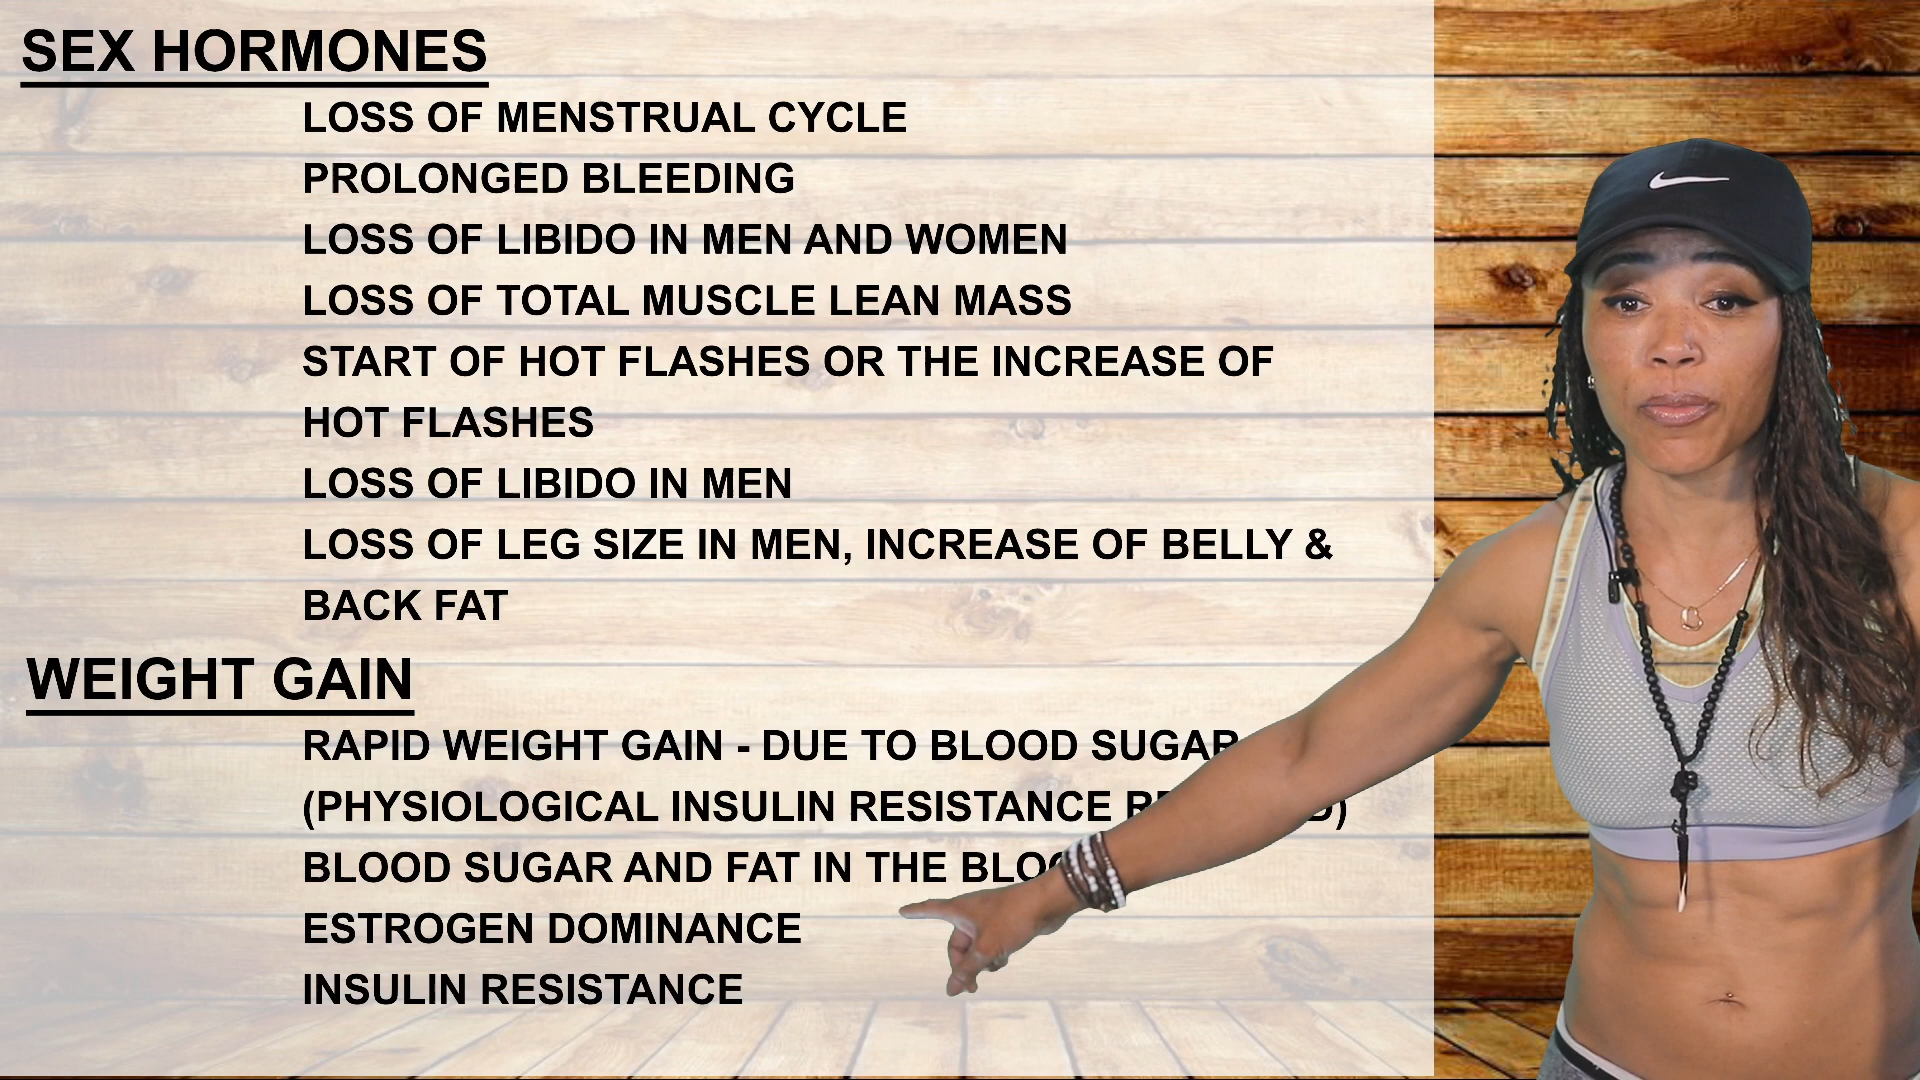 SEX HORMONES
LOSS OF MENSTRUAL CYCLE
PROLONGED BLEEDING
LOSS OF LIBIDO IN MEN AND WOMEN
LOSS OF TOTAL MUSCLE LEAN MASS
START OF HOT FLASHES OR THE INCREASE OF
HOT FLASHES
LOSS OF LIBIDO IN MEN
LOSS OF LEG SIZE IN MEN, INCREASE OF BELLY &
BACK FAT
WEIGHT GAIN
RAPID WEIGHT GAIN - DUE TO BLOOD SUGAR
(PHYSIOLOGICAL INSULIN RESISTANCE
BLOOD SUGAR AND FAT IN THE
ESTROGEN DOMINANCE
INSULIN RESISTANCE